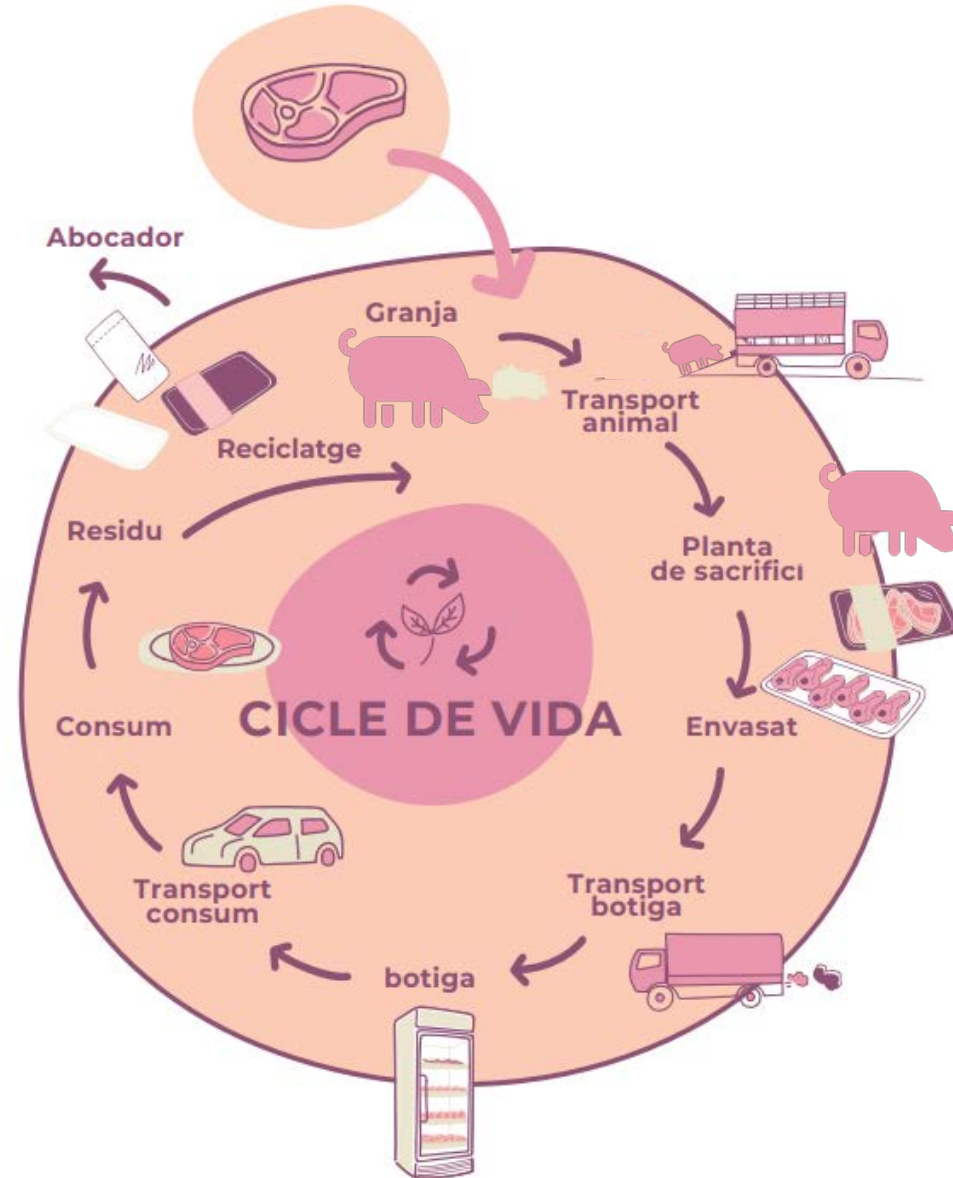 Abocador
Granja
Transport
animal
Reciclatge
Residu
Planta
de sacrifici
CICLE DE VIDA
Consum
Envasat
Transport
consum
Transport
botiga
botiga